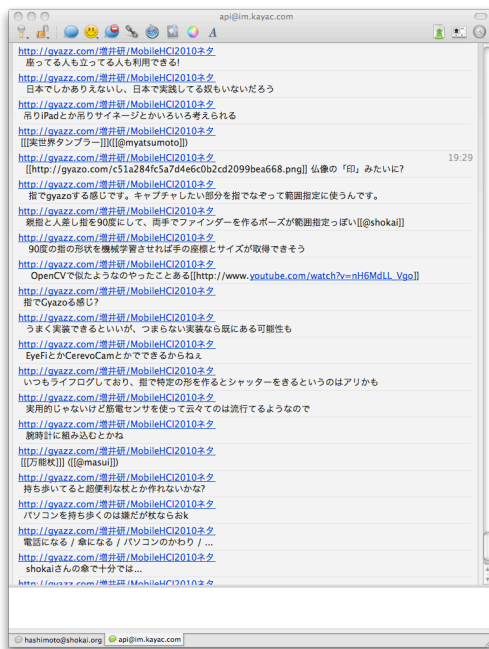 api@im.kayac.com
http://gyazz.com/増井研/MobileHCI2010ネタ
座ってる人も立ってる人も利用できる!
http://gyazz.com/増井研/MobileHCI2010ネタ
日本でしかありえないし、日本で実践してる奴もいないだろう
http://gyazz.com/増井研/MobileHCI2010ネタ
吊りiPadとか吊りサイネージとかいろいろ考えられる
http://gyazz.com/増井研/MobileHCI2010ネタ
[[[実世界タンブラー]]]([[@myatsumoto]])
http://gyazz.com/増井研/MobileHCI2010ネタ 19:29
[[http://gyazo.com/c51a284fc5a7d4e6c0b2cd2099bea668.png]] 仏像の「印」みたいに?
http://gyazz.com/増井研/MobileHCI2010ネタ
指でgyazoする感じです。キャプチャしたい部分を指でなぞって範囲指定に使うんです。
http://gyazz.com/増井研/MobileHCI2010ネタ
親指と人差し指を90度にして、両手でファインダーを作るポーズが範囲指定っぽい[[@shokai]]
http://gyazz.com/増井研/MobileHCI2010ネタ
90度の指の形状を機械学習させれば手の座標とサイズが取得できそう
http://gyazz.com/増井研/MobileHCI2010ネタ
OpenCVで似たようなのやったことある[[http://www.youtube.com/watch?v=nH6MdLL_Vgo]]
http://gyazz.com/増井研/MobileHCI2010ネタ
指でGyazoる感じ?
http://gyazz.com/増井研/MobileHCI2010ネタ
うまく実装できるといいが、つまらない実装なら既にある可能性も
http://gyazz.com/増井研/MobileHCI2010ネタ
EyeFiとかCerevoCamとかでできるからねぇ
http://gyazz.com/増井研/MobileHCI2010ネタ
いつもライフログしており、指で特定の形を作るとシャッターをきるというのはアリかも
http://gyazz.com/増井研/MobileHCI2010ネタ
実用的じゃないけど筋電センサを使って云々てのは流行てるようなので
http://gyazz.com/増井研/MobileHCI2010ネタ
腕時計に組み込むとかね
http://gyazz.com/増井研/MobileHCI2010ネタ
[[[万能杖]]] ([[@masui]])
http://gyazz.com/増井研/MobileHCI2010ネタ
持ち歩いてると超便利な杖とか作れないかな?
http://gyazz.com/増井研/MobileHCI2010ネタ
パソコンを持ち歩くのは嫌だが杖ならおk
http://gyazz.com/増井研/MobileHCI2010ネタ
電話になる / 傘になる / パソコンのかわり / ...
http://gyazz.com/増井研/MobileHCI2010ネタ
shokaiさんの傘で十分では...
http://gyazz.com/増井研/MobileHCI2010ネタ
hashimoto@shokai.org api@im.kayac.com